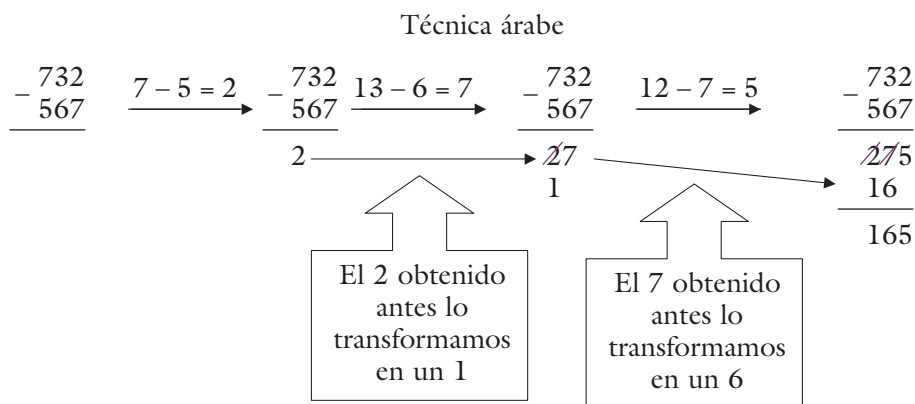 Técnica árabe
732 7 – 5 = 2 732 13 – 6 = 7 732 12 – 7 = 5 732
– 567 – 567 – 567 – 567
2 27 275
1 16
165
El 2 obtenido
antes lo
transformamos
en un 1
El 7 obtenido
antes lo
transformamos
en un 6